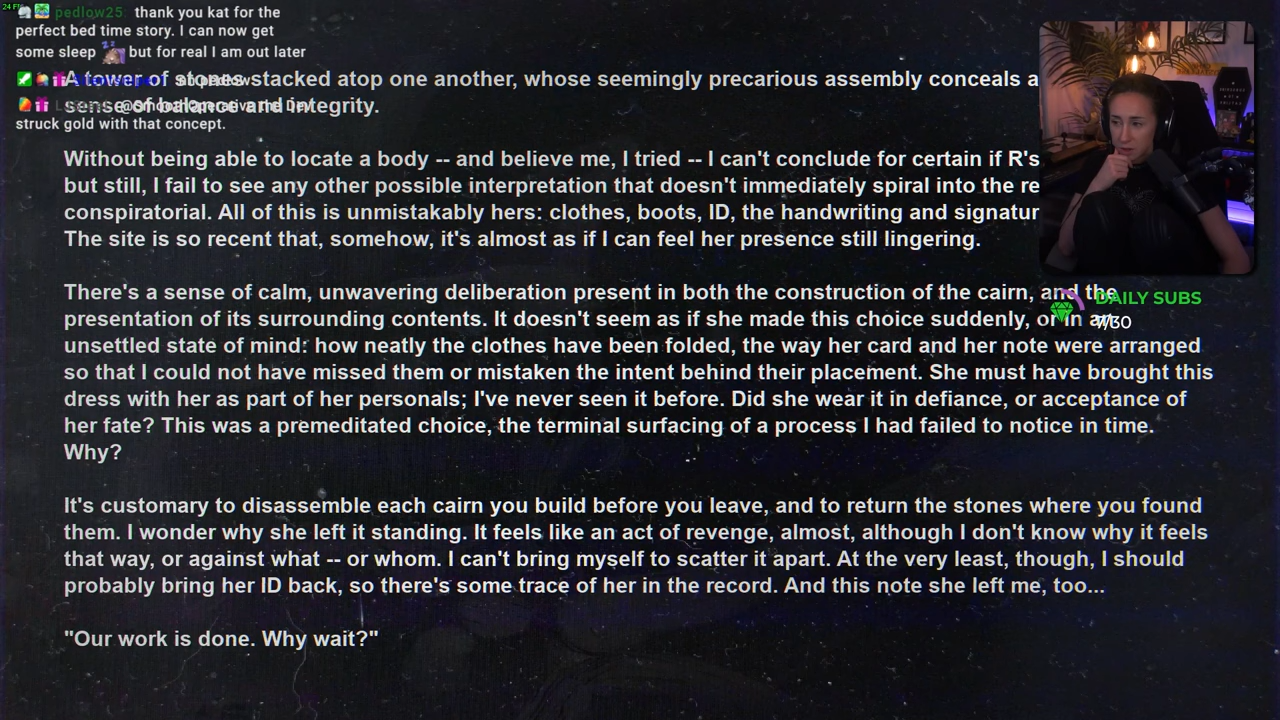 24 FPS
pedlow25: thank you kat for the
perfect bed time story. I can now get
some sleep but for real I am out later
A tower of stones stacked atop one another, whose seemingly precarious assembly conceals a
sense of balance and integrity.
struck gold with that concept.
Without being able to locate a body -- and believe me, I tried -- I can't conclude for certain if R's
but still, I fail to see any other possible interpretation that doesn't immediately spiral into the re
conspiratorial. All of this is unmistakably hers: clothes, boots, ID, the handwriting and signatur
The site is so recent that, somehow, it's almost as if I can feel her presence still lingering.
There's a sense of calm, unwavering deliberation present in both the construction of the cairn, and the
presentation of its surrounding contents. It doesn't seem as if she made this choice suddenly, or in an
unsettled state of mind: how neatly the clothes have been folded, the way her card and her note were arranged
so that I could not have missed them or mistaken the intent behind their placement. She must have brought this
dress with her as part of her personals; I've never seen it before. Did she wear it in defiance, or acceptance of
her fate? This was a premeditated choice, the terminal surfacing of a process I had failed to notice in time.
Why?
It's customary to disassemble each cairn you build before you leave, and to return the stones where you found
them. I wonder why she left it standing. It feels like an act of revenge, almost, although I don't know why it feels
that way, or against what -- or whom. I can't bring myself to scatter it apart. At the very least, though, I should
probably bring her ID back, so there's some trace of her in the record. And this note she left me, too...
"Our work is done. Why wait?"
DAILY SUBS
7/30